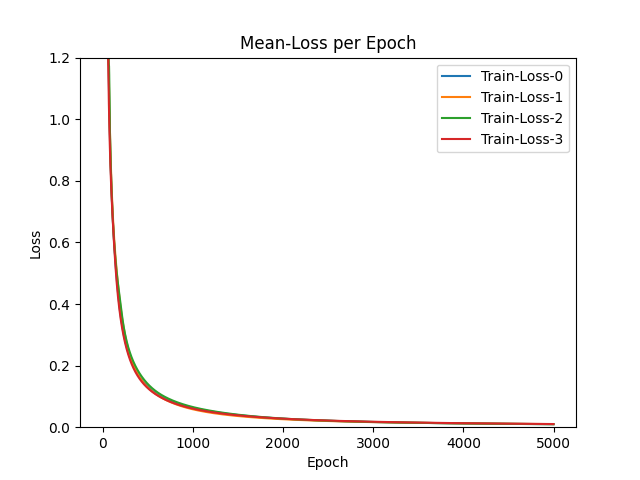 Mean-Loss per Epoch
1.2
1.0
0.8
0.6
0.4
0.2
0.0
Loss
Train-Loss-0
Train-Loss-1
Train-Loss-2
Train-Loss-3
0 1000 2000 3000 4000 5000
Epoch